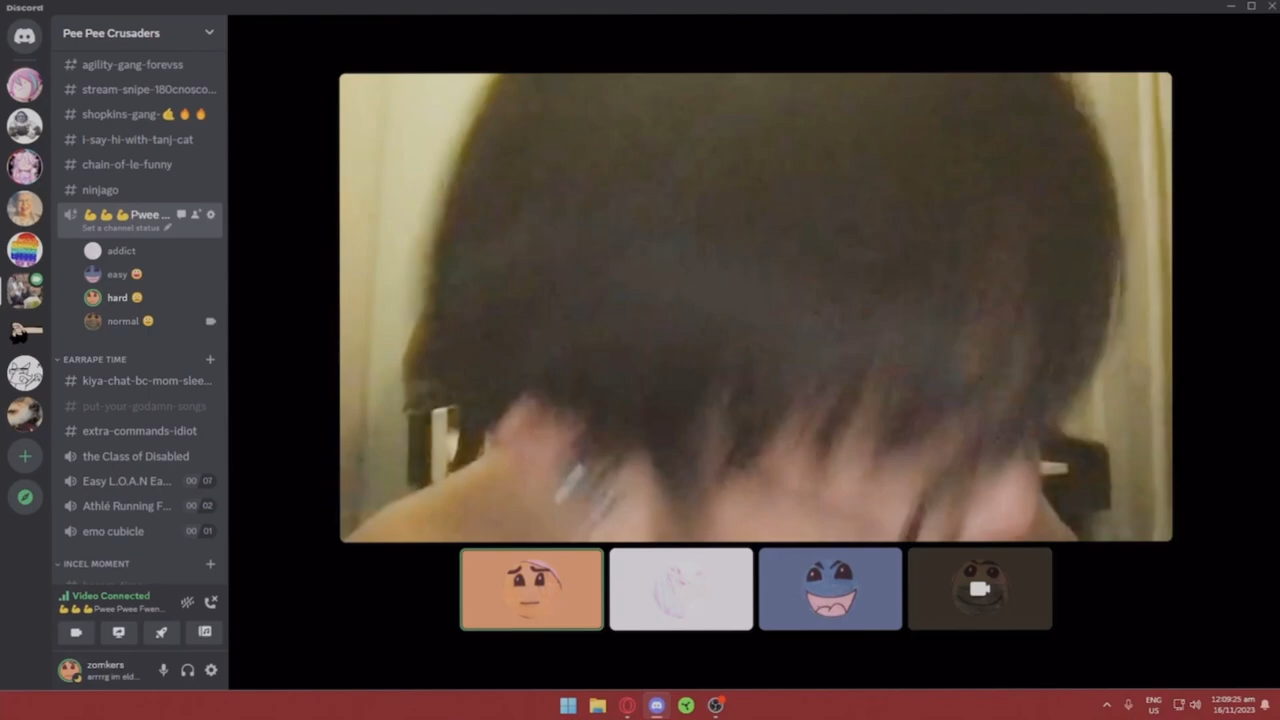 Discord
Pee Pee Crusaders
agility-gang-forevss
stream-snipe-180cnosco...
shopkins-gang-🤙🔥🔥
i-say-hi-with-tanj-cat
chain-of-le-funny
ninjago
💪💪💪Pwee ...
Set a channel status
addict
easy
hard
normal
EARRAPE TIME
kiya-chat-bc-mom-slee...
put-your-godamn-songs
extra-commands-idiot
the Class of Disabled
Easy L.O.A.N Ea... 00 07
Athlé Running F... 00 02
emo cubicle 00 01
INCEL MOMENT
Video Connected
💪💪💪Pwee Pwee Fwen...
zomkers
arrrrg im eld...
ENG
US
12:09:25 am
16/11/2023